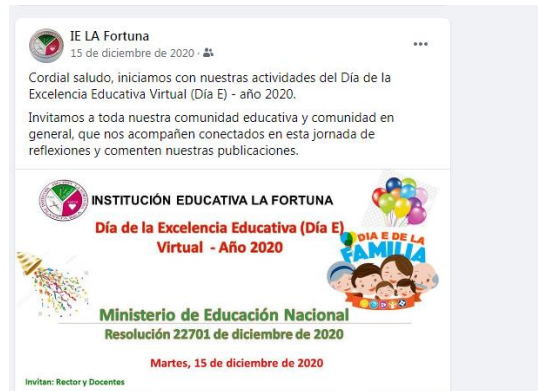 IE LA Fortuna
15 de diciembre de 2020 ·
Cordial saludo, iniciamos con nuestras actividades del Día de la
Excelencia Educativa Virtual (Día E) - año 2020.
Invitamos a toda nuestra comunidad educativa y comunidad en
general, que nos acompañen conectados en esta jornada de
reflexiones y comenten nuestras publicaciones.
INSTITUCIÓN EDUCATIVA LA FORTUNA
Día de la Excelencia Educativa (Día E)
Virtual - Año 2020
DIA E DE LA
FAMILIA
Ministerio de Educación Nacional
Resolución 22701 de diciembre de 2020
Martes, 15 de diciembre de 2020
Invitan: Rector y Docentes